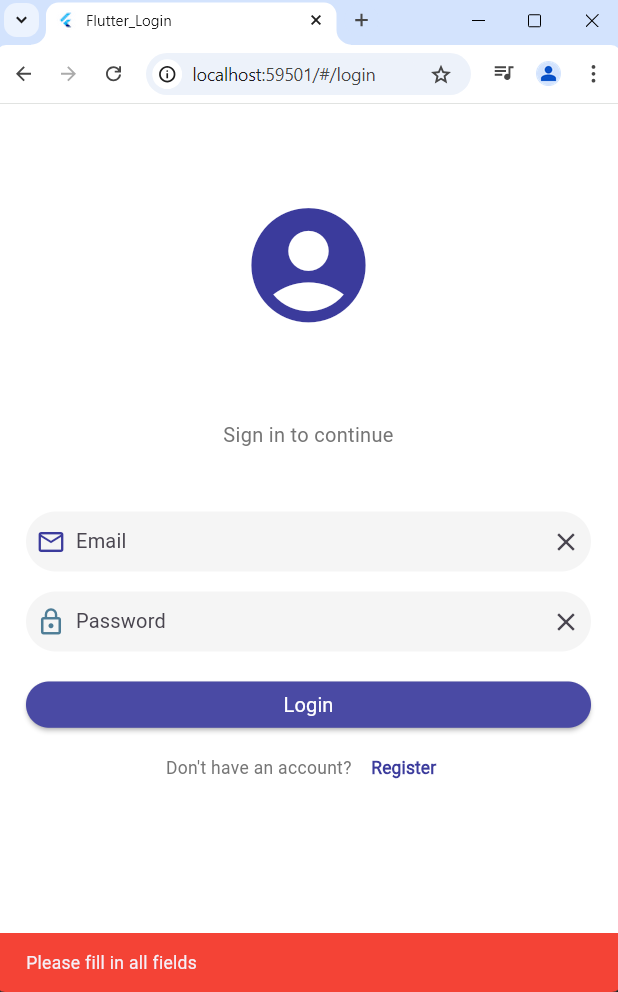 Flutter_Login
localhost:59501/#/login
Sign in to continue
Email
Password
Login
Don't have an account? Register
Please fill in all fields